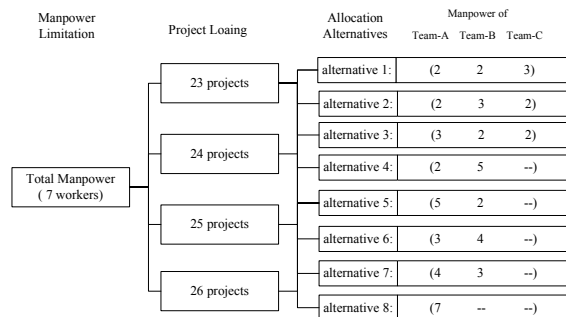 Manpower Limitation
Project Loaing
Allocation Alternatives
Manpower of
Team-A Team-B Team-C
Total Manpower
( 7 workers)
23 projects
24 projects
25 projects
26 projects
alternative 1: (2 2 3)
alternative 2: (2 3 2)
alternative 3: (3 2 2)
alternative 4: (2 5 --)
alternative 5: (5 2 --)
alternative 6: (3 4 --)
alternative 7: (4 3 --)
alternative 8: (7 -- --)